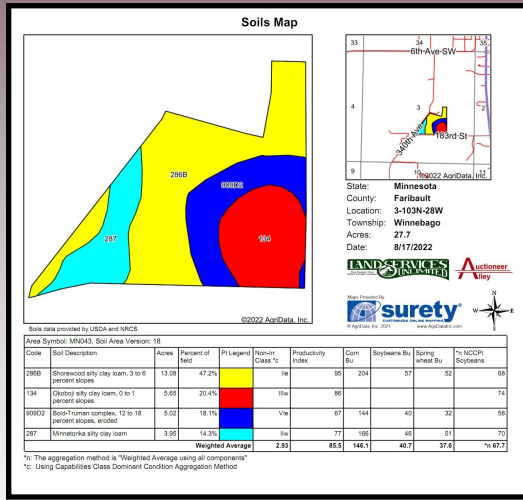 Soils Map
286B
909D2
287
134
©2022 AgriData, Inc.
33 34 35
6th-Ave-SW
4 3 2
340th-Ave
183rd-St
9 10 11
©2022 AgriData, Inc.
State: Minnesota
County: Faribault
Location: 3-103N-28W
Township: Winnebago
Acres: 27.7
Date: 8/17/2022
LAND SERVICES
UNLIMITED
Auctioneer
Alley
Maps Provided By
surety®
CUSTOMIZED ONLINE MAPPING
© AgriData, Inc. 2021 www.AgriDataInc.com
N
W E
S
Soils data provided by USDA and NRCS.
Area Symbol: MN043, Soil Area Version: 18
Code Soil Description Acres Percent of field PI Legend Non-Irr Class *c Productivity Index Corn Bu Soybeans Bu Spring wheat Bu *n NCCPI Soybeans
286B Shorewood silty clay loam, 3 to 6 percent slopes 13.08 47.2% IIe 95 204 57 52 68
134 Okoboji silty clay loam, 0 to 1 percent slopes 5.65 20.4% IIIw 86 74
909D2 Bold-Truman complex, 12 to 18 percent slopes, eroded 5.02 18.1% VIe 67 144 40 32 58
287 Minnetonka silty clay loam 3.95 14.3% IIw 77 166 46 51 70
Weighted Average 2.93 85.5 146.1 40.7 37.6 *n 67.7
*n: The aggregation method is "Weighted Average using all components"
*c: Using Capabilities Class Dominant Condition Aggregation Method